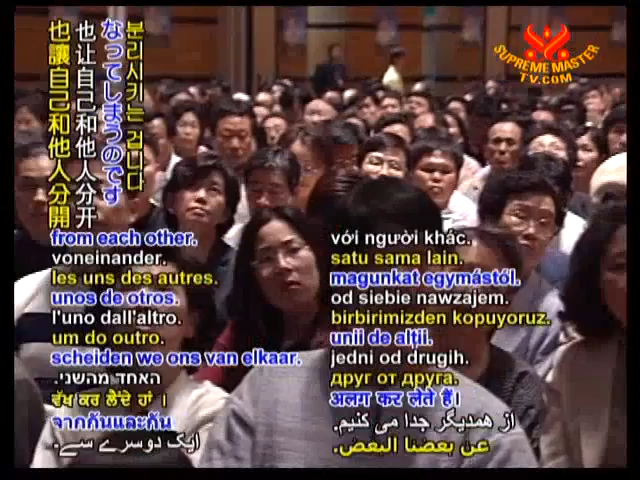 SUPREME MASTER
TV.COM
분리시키는 겁니다
なってしまうのです
也让自己和他人分开
也讓自己和他人分開
from each other.
voneinander.
les uns des autres.
unos de otros.
l'uno dall'altro.
um do outro.
scheiden we ons van elkaar.
האחד מהשני.
ਵੱਖ ਕਰ ਲੈਂਦੇ ਹਾਂ ।
จากกันและกัน
ایک دوسرے سے.
với người khác.
satu sama lain.
magunkat egymástól.
od siebie nawzajem.
birbirimizden kopuyoruz.
unii de alții.
jedni od drugih.
друг от друга.
अलग कर लेते हैं।
از همدیگر جدا می کنیم.
عن بعضنا البعض.